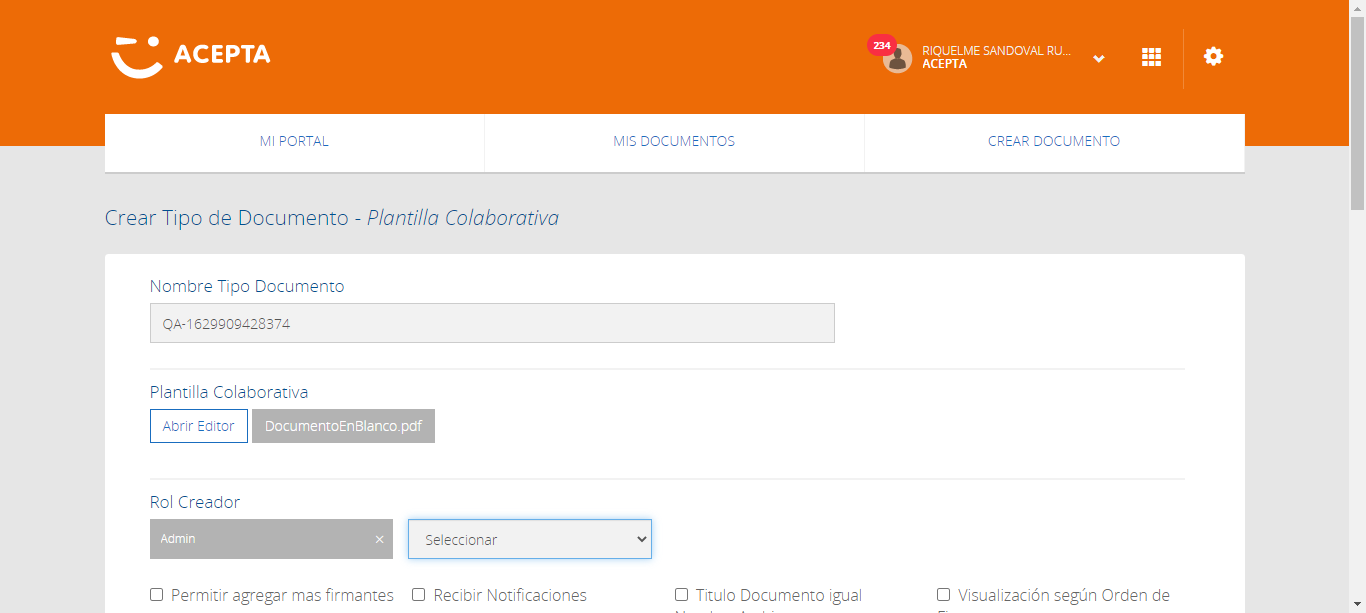 ACEPTA
234
RIQUELME SANDOVAL RU...
ACEPTA
MI PORTAL
MIS DOCUMENTOS
CREAR DOCUMENTO
Crear Tipo de Documento - Plantilla Colaborativa
Nombre Tipo Documento
QA-1629909428374
Plantilla Colaborativa
Abrir Editor
DocumentoEnBlanco.pdf
Rol Creador
Admin ×
Seleccionar
Permitir agregar mas firmantes
Recibir Notificaciones
Titulo Documento igual
Visualización según Orden de